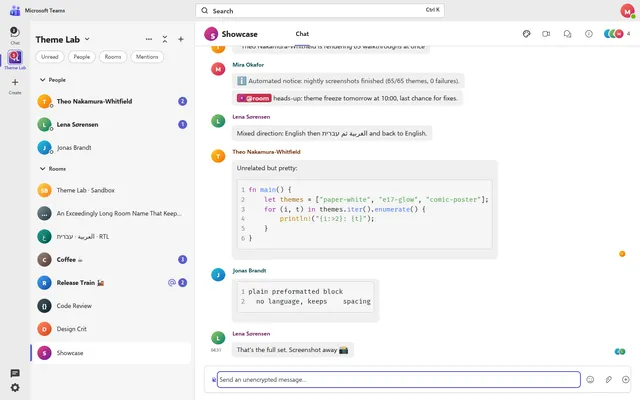 Microsoft Teams
Search
Ctrl K
M
Chat
Theme Lab
Create
Theme Lab
Unread
People
Rooms
Mentions
People
Theo Nakamura-Whitfield
2
Lena Sørensen
1
Jonas Brandt
Rooms
Theme Lab · Sandbox
An Exceedingly Long Room Name That Keep...
العربية · עברית · RTL
Coffee ☕
3
Release Train 🚂
2
Code Review
Design Crit
Showcase
S Showcase
Chat
4
Mira Okafor
ℹ️ Automated notice: nightly screenshots finished (65/65 themes, 0 failures).
@room heads-up: theme freeze tomorrow at 10:00, last chance for fixes.
Lena Sørensen
Mixed direction: English then العربية ثم עברית and back to English.
Theo Nakamura-Whitfield
Unrelated but pretty:
1 fn main() {
2     let themes = ["paper-white", "e17-glow", "comic-poster"];
3     for (i, t) in themes.iter().enumerate() {
4         println!("{i:>2}: {t}");
5     }
6 }
Jonas Brandt
1 plain preformatted block
2   no language, keeps    spacing
Lena Sørensen
04:31
That's the full set. Screenshot away 📸
Send an unencrypted message...